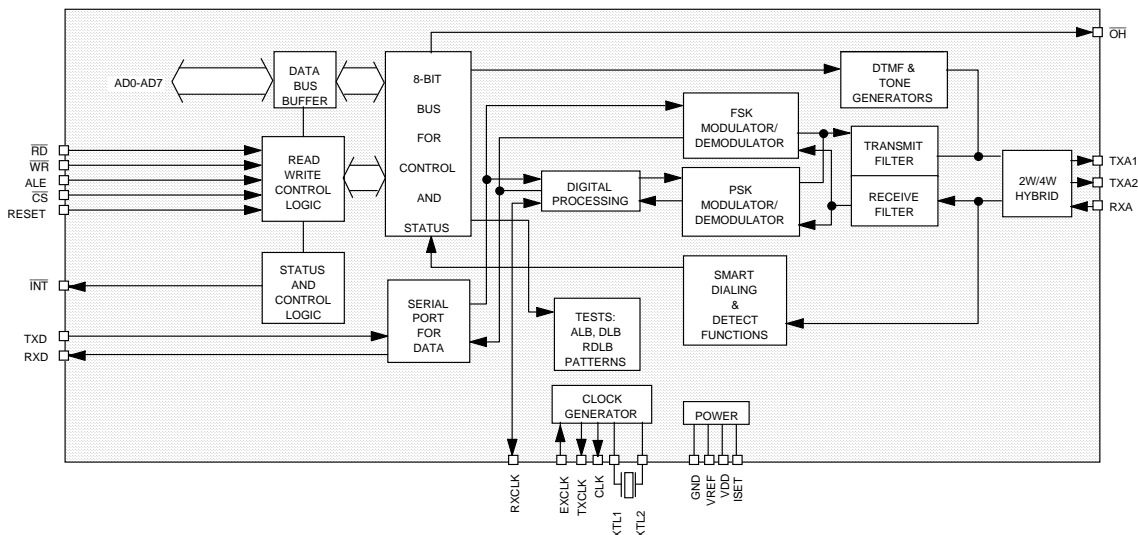 OH
DATA
BUS
BUFFER
AD0-AD7
8-BIT
BUS
FOR
CONTROL
AND
STATUS
DTMF &
TONE
GENERATORS
FSK
MODULATOR/
DEMODULATOR
RD
WR
ALE
CS
RESET
READ
WRITE
CONTROL
LOGIC
DIGITAL
PROCESSING
PSK
MODULATOR/
DEMODULATOR
TRANSMIT
FILTER
RECEIVE
FILTER
2W/4W
HYBRID
TXA1
TXA2
RXA
INT
STATUS
AND
CONTROL
LOGIC
TXD
RXD
SERIAL
PORT
FOR
DATA
TESTS:
ALB, DLB
RDLB
PATTERNS
SMART
DIALING
&
DETECT
FUNCTIONS
CLOCK
GENERATOR
POWER
RXCLK
EXCLK
TXCLK
CLK
XTL1
XTL2
GND
VREF
VDD
ISET